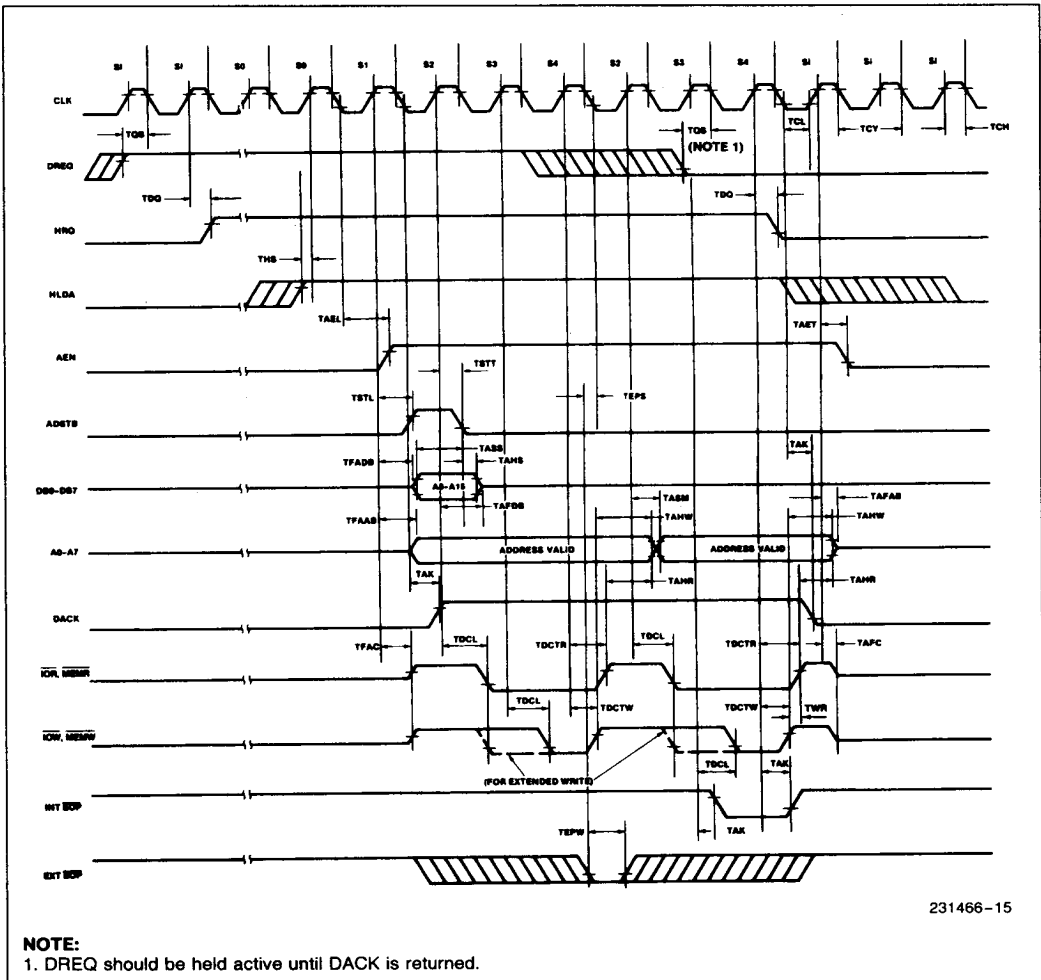 SI SI S0 S0 S1 S2 S3 S4 S2 S3 S4 SI SI SI
CLK
TQS TQS TCL TCY TCH
(NOTE 1)
DREQ
TDQ TDQ
HRQ
THS
HLDA
TAEL TAET
AEN
TSTT
TSTL TEPS
ADSTB
TASS TAK
TFADB TAHS
DB0-DB7 A8-A15
TAFDB TASM TAFAB
TFAAB TAHW TAHW
A0-A7 ADDRESS VALID ADDRESS VALID
TAK TAHR TAHR
DACK
TFAC TDCL TDCTR TDCL TDCTR TAFC
IOR, MEMR
TDCL TDCTW TDCTW TWR
IOW, MEMW
(FOR EXTENDED WRITE) TDCL TAK
INT EOP
TEPW TAK
EXT EOP
231466-15
NOTE:
1. DREQ should be held active until DACK is returned.